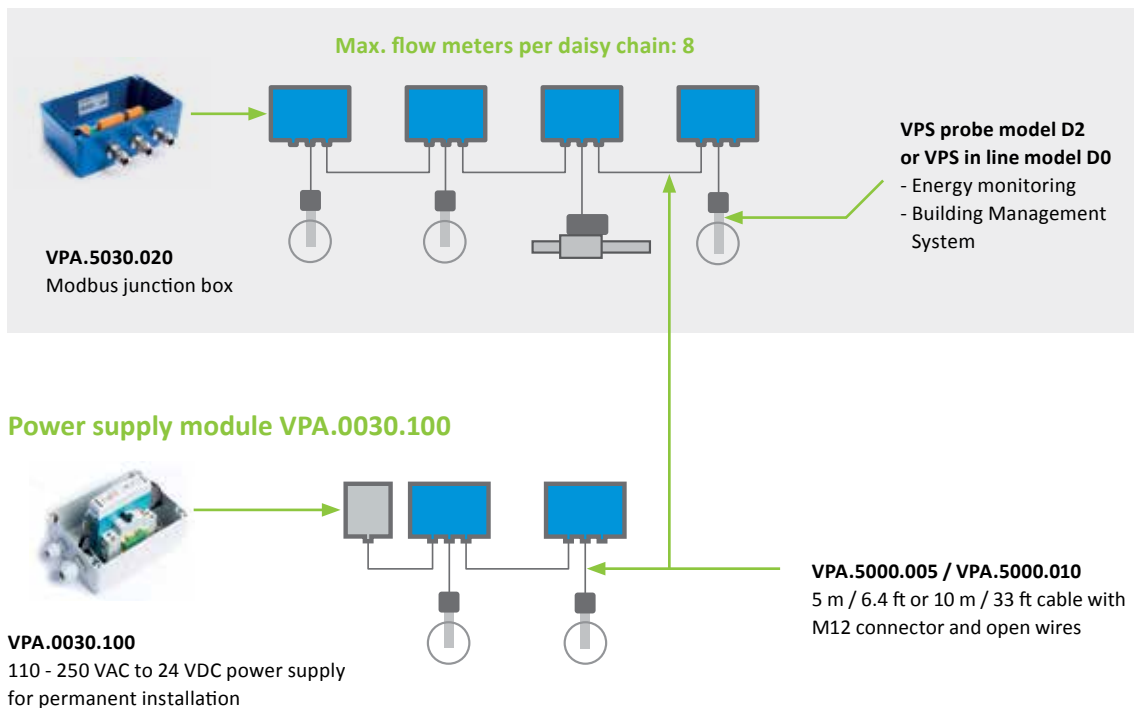 Max. flow meters per daisy chain: 8
VPS probe model D2
or VPS in line model D0
- Energy monitoring
- Building Management
System
VPA.5030.020
Modbus junction box
Power supply module VPA.0030.100
VPA.5000.005 / VPA.5000.010
5 m / 6.4 ft or 10 m / 33 ft cable with
M12 connector and open wires
VPA.0030.100
110 - 250 VAC to 24 VDC power supply
for permanent installation